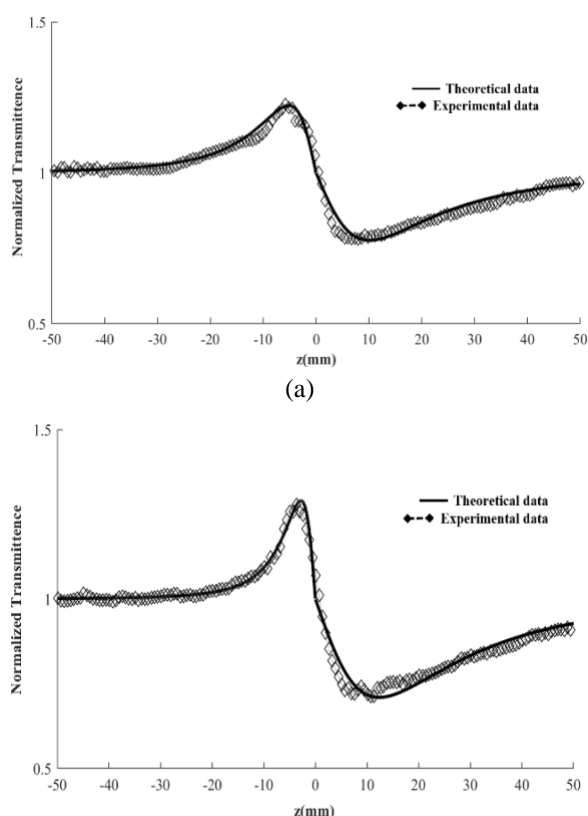 1.5
Theoretical data
Experimental data
Normalized Transmittence
1
0.5
-50 -40 -30 -20 -10 0 10 20 30 40 50
z(mm)
(a)
1.5
Theoretical data
Experimental data
Normalized Transmittence
1
0.5
-50 -40 -30 -20 -10 0 10 20 30 40 50
z(mm)